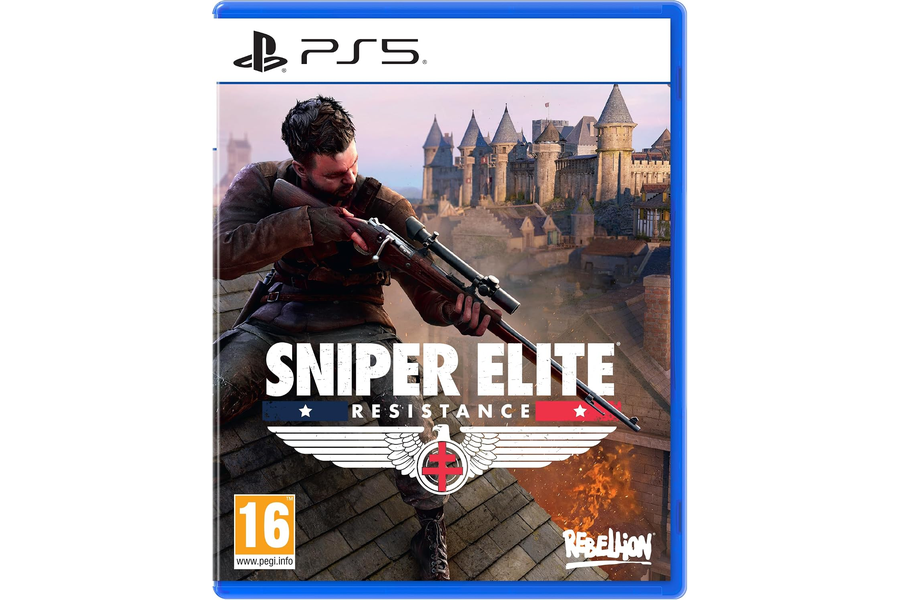 PS5
SNIPER ELITE
RESISTANCE
16
www.pegi.info
REBELLION